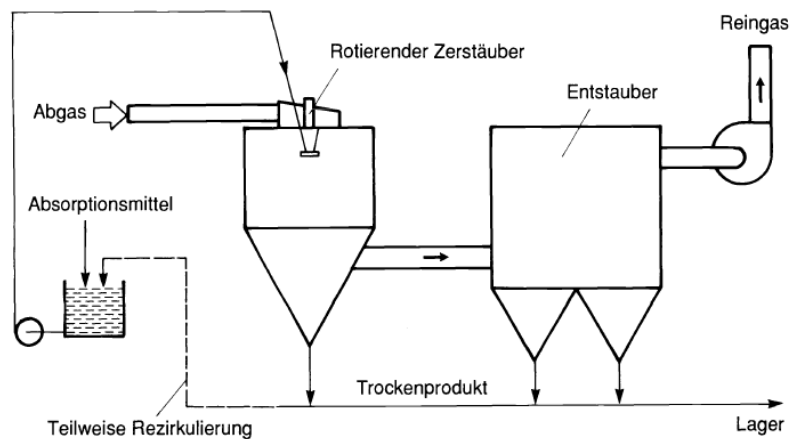 Reingas
Rotierender Zerstäuber
Entstauber
Abgas
Absorptionsmittel
Trockenprodukt
Teilweise Rezirkulierung
Lager